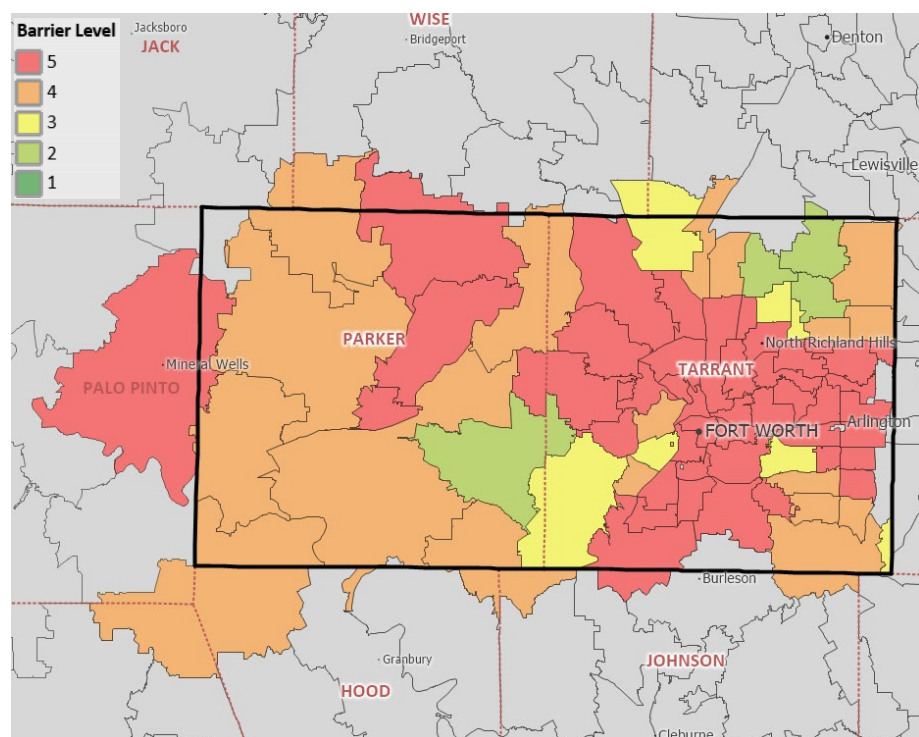 Barrier Level
5
4
3
2
1
Jacksboro
JACK
WISE
Bridgeport
Denton
Lewisville
PARKER
Mineral Wells
PALO PINTO
North Richland Hills
TARRANT
FORT WORTH
Arlington
Burleson
Granbury
HOOD
JOHNSON
Cleburne